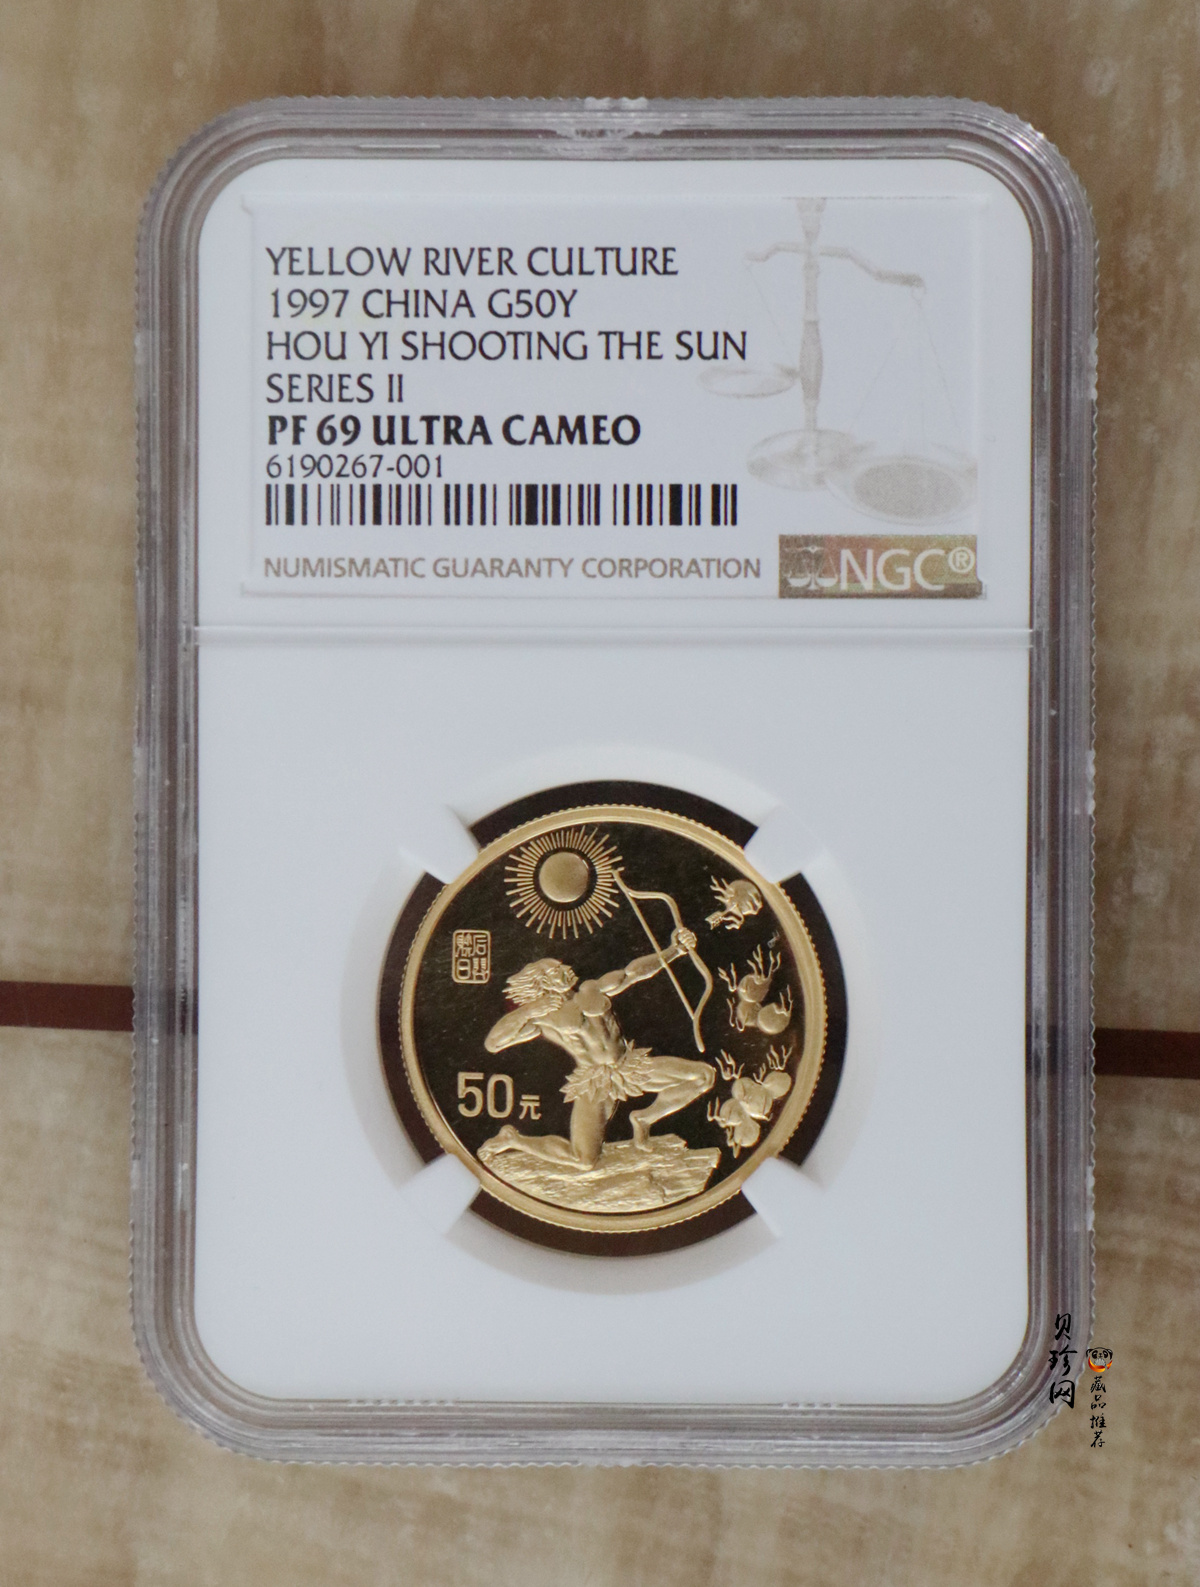 YELLOW RIVER CULTURE
1997 CHINA G50Y
HOU YI SHOOTING THE SUN
SERIES II
PF 69 ULTRA CAMEO
6190267-001
NUMISMATIC GUARANTY CORPORATION
NGC®
后羿
射日
50元
贝珍网
藏品推荐